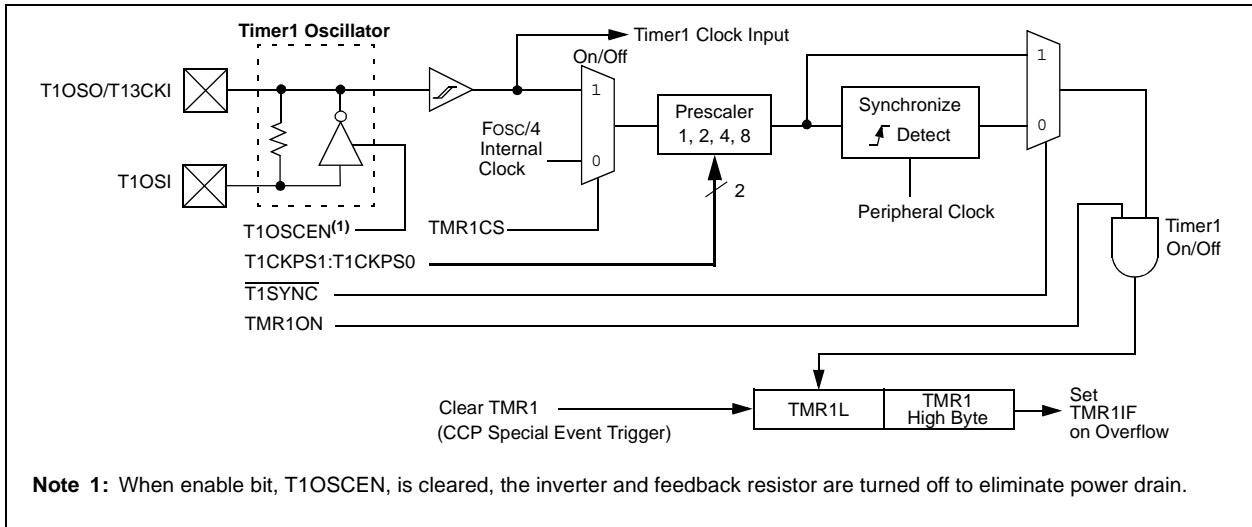 Timer1 Oscillator
T1OSO/T13CKI
T1OSI
T1OSCEN(1)
Timer1 Clock Input
On/Off
1
0
FOSC/4
Internal
Clock
TMR1CS
T1CKPS1:T1CKPS0
T1SYNC
TMR1ON
Prescaler
1, 2, 4, 8
2
Synchronize
Detect
Peripheral Clock
1
0
Timer1
On/Off
Clear TMR1
(CCP Special Event Trigger)
TMR1L
TMR1
High Byte
Set
TMR1IF
on Overflow
Note 1: When enable bit, T1OSCEN, is cleared, the inverter and feedback resistor are turned off to eliminate power drain.